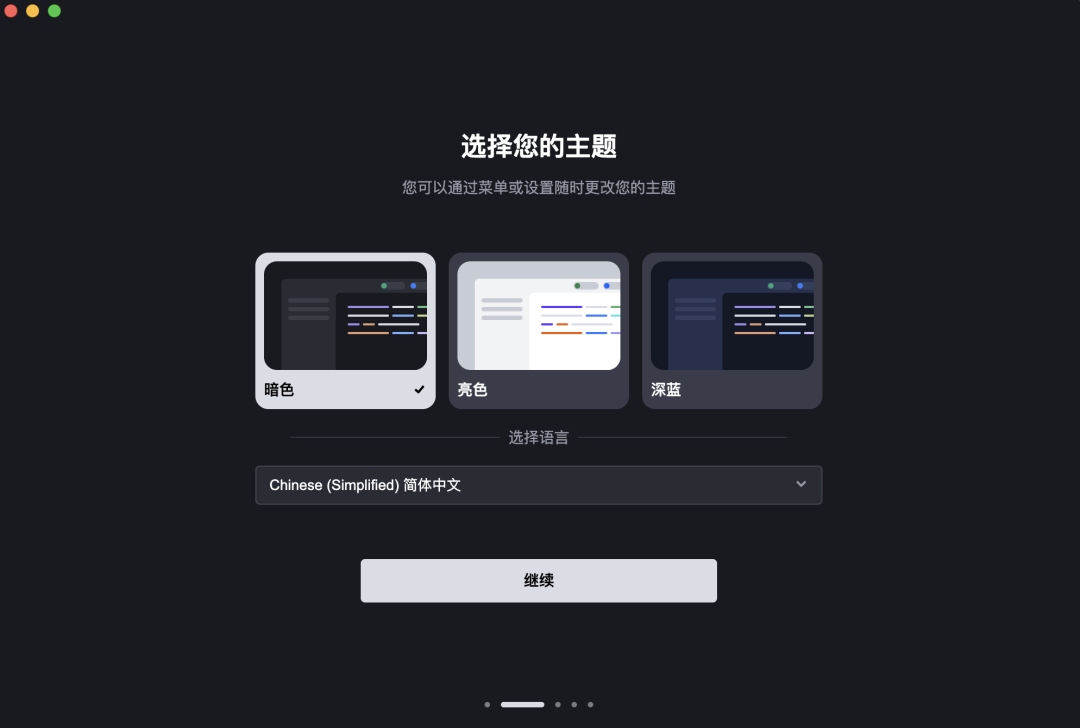 选择您的主题
您可以通过菜单或设置随时更改您的主题
暗色
亮色
深蓝
选择语言
Chinese (Simplified) 简体中文
继续